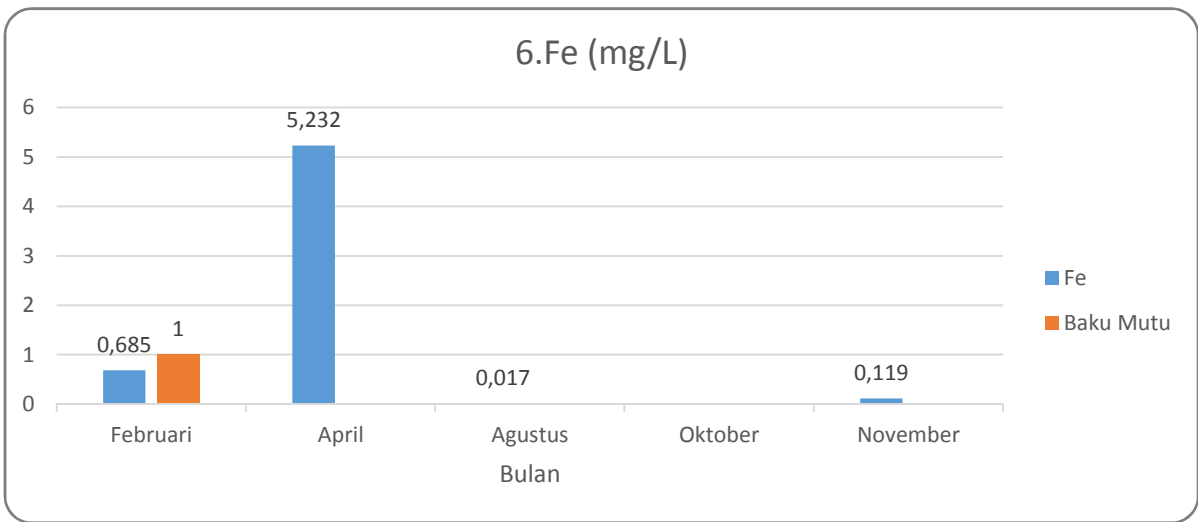 6.Fe (mg/L)
6
5
4
3
2
1
0
0,685
1
5,232
0,017
0,119
Februari
April
Agustus
Oktober
November
Bulan
Fe
Baku Mutu